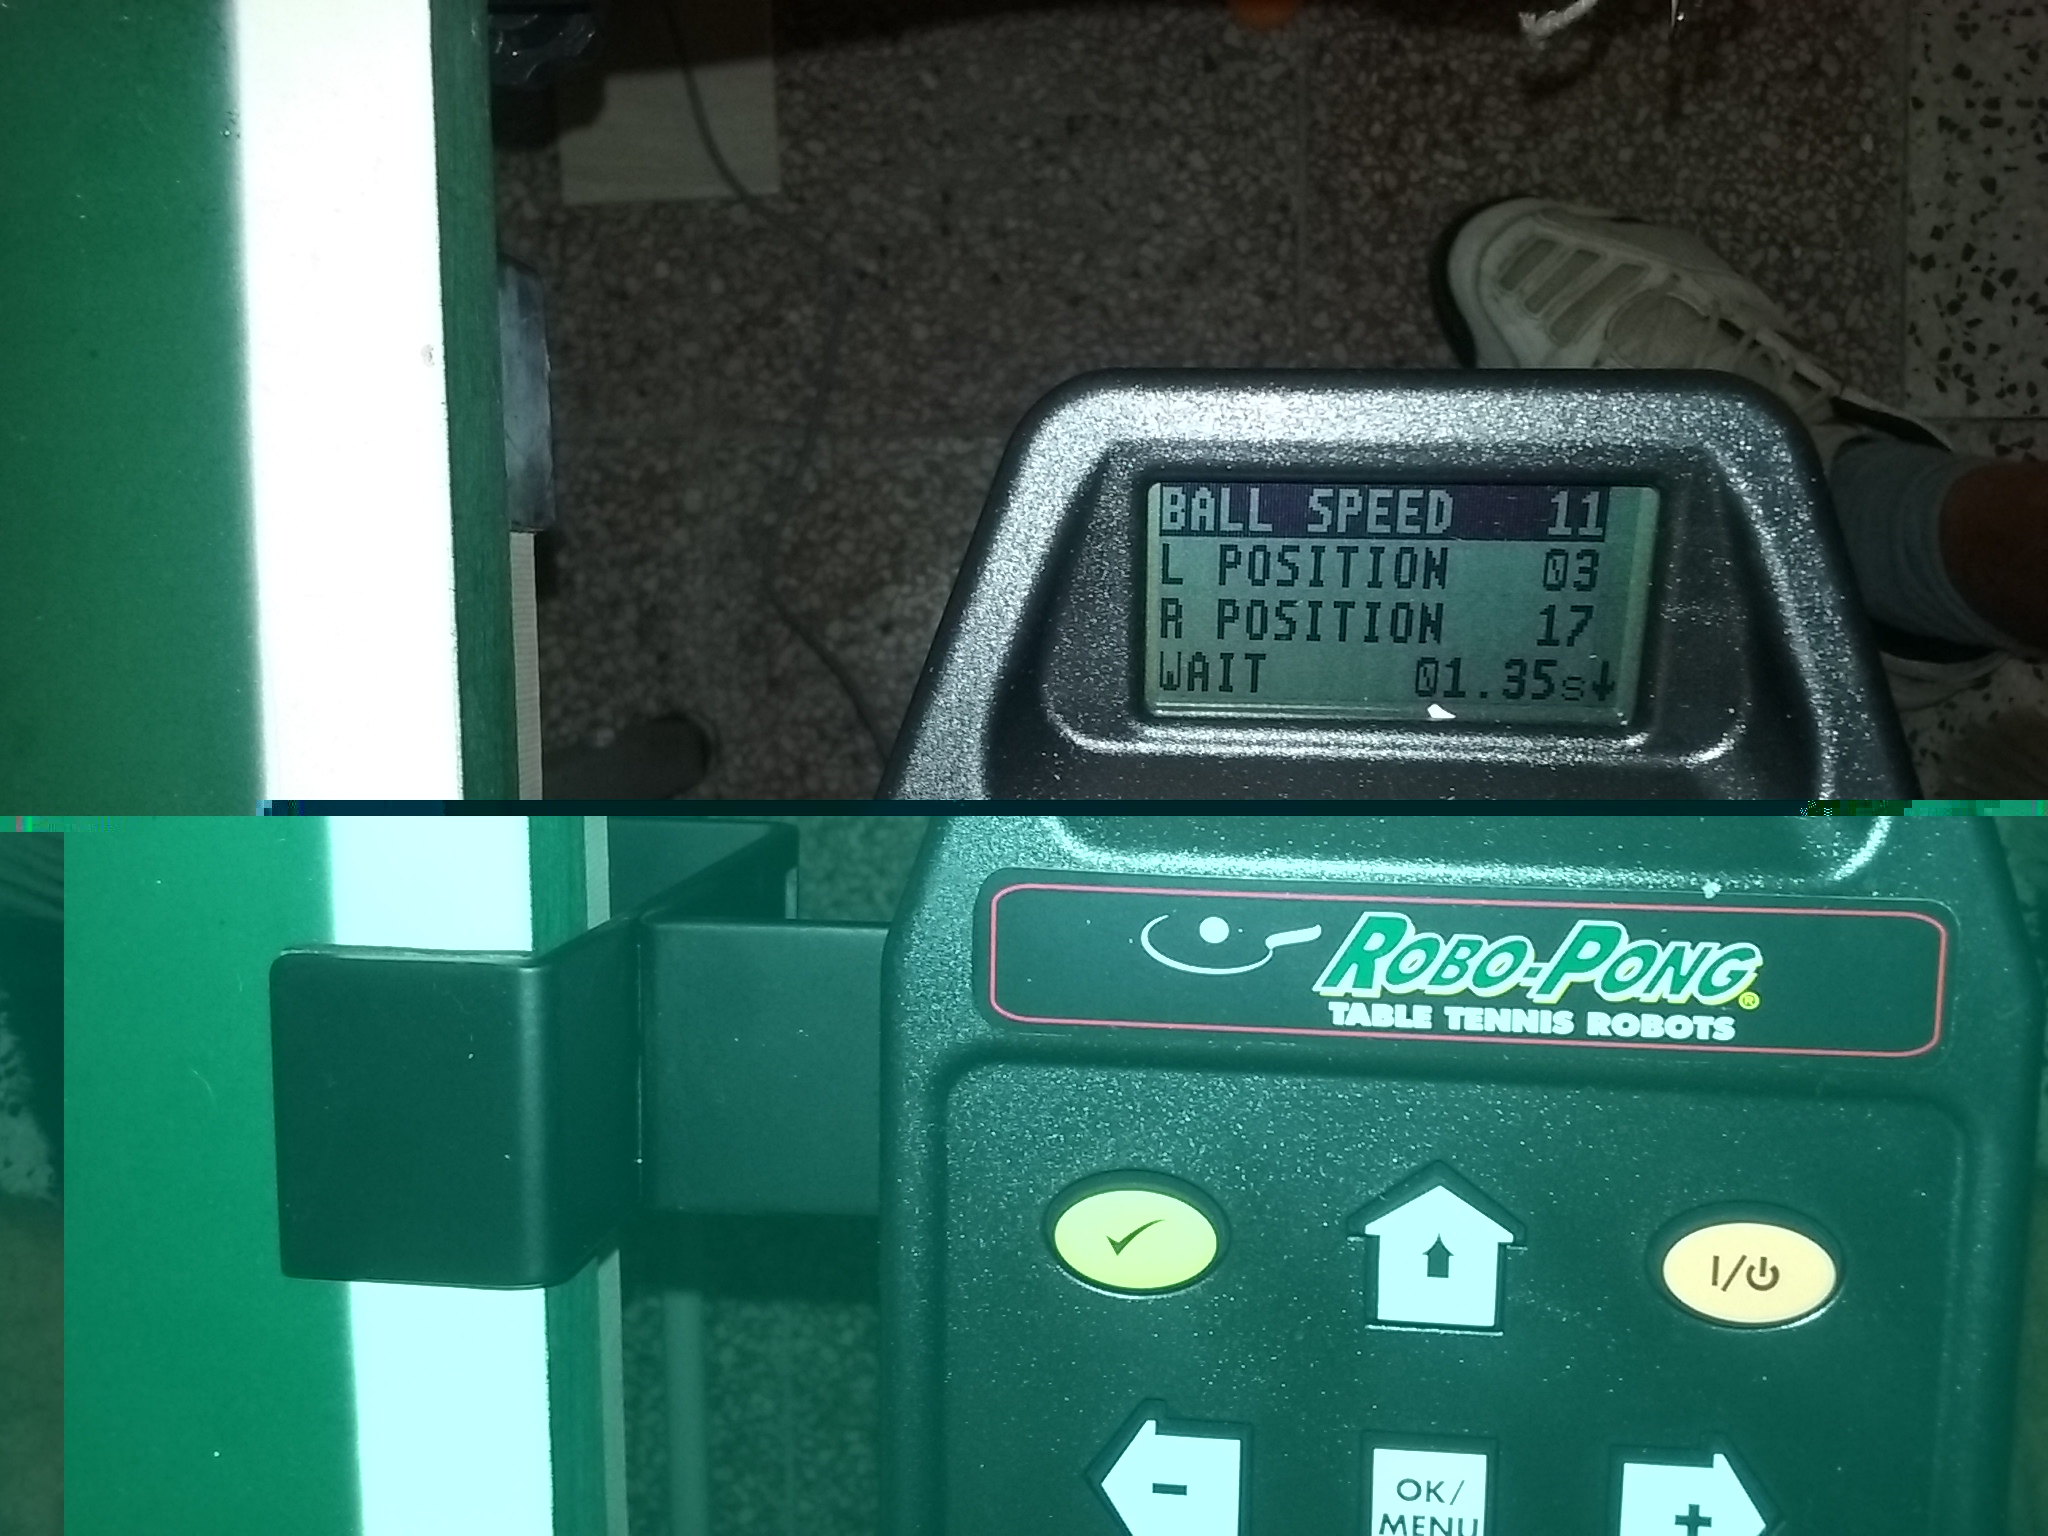 BALL SPEED 11
L POSITION 03
R POSITION 17
WAIT 01.35s↓
ROBO-PONG®
TABLE TENNIS ROBOTS
I/⏻
-
OK/
MENU
+